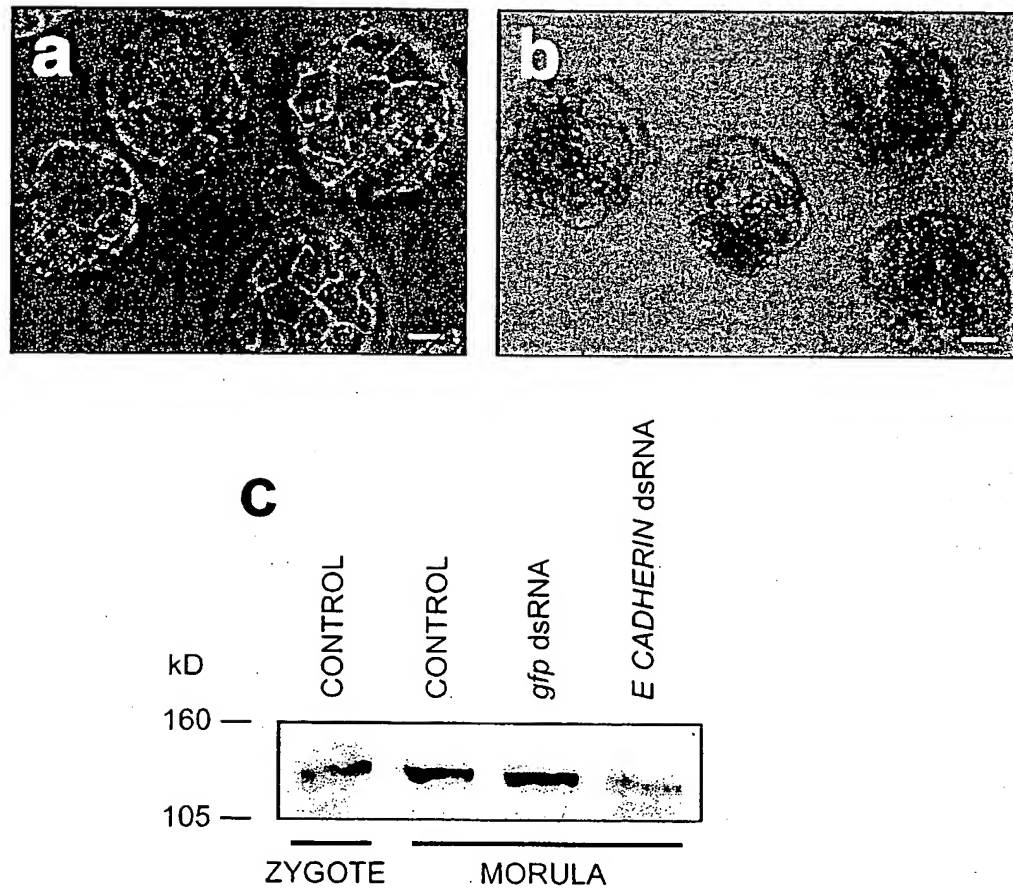 a
b
c
CONTROL
CONTROL
gfp dsRNA
E CADHERIN dsRNA
kD
160
105
ZYGOTE
MORULA